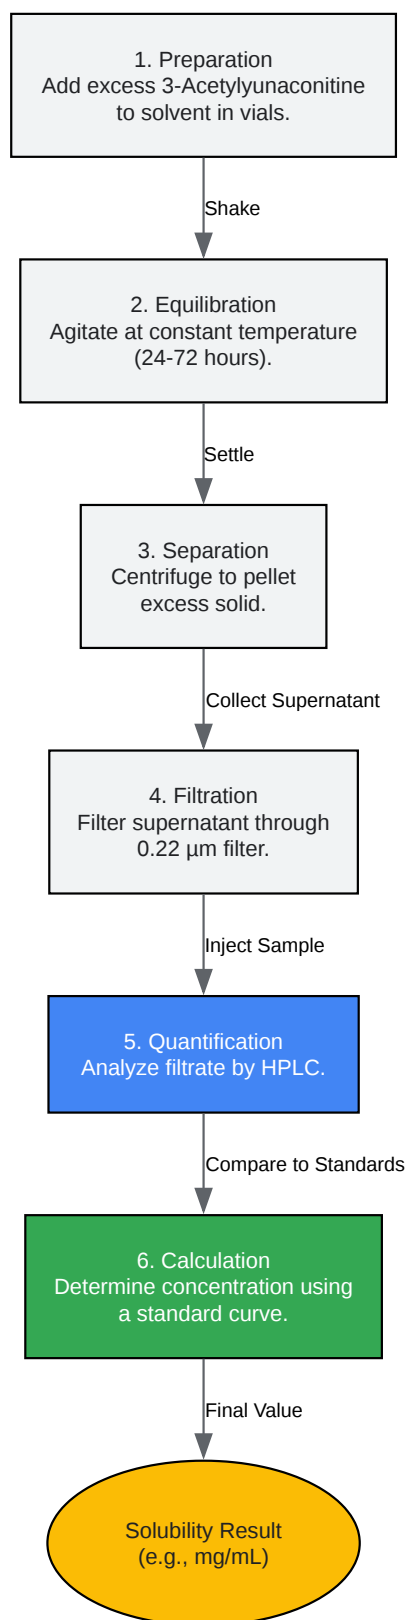 1. Preparation
Add excess 3-Acetylyunaconitine
to solvent in vials.
Shake
2. Equilibration
Agitate at constant temperature
(24-72 hours).
Settle
3. Separation
Centrifuge to pellet
excess solid.
Collect Supernatant
4. Filtration
Filter supernatant through
0.22 µm filter.
Inject Sample
5. Quantification
Analyze filtrate by HPLC.
Compare to Standards
6. Calculation
Determine concentration using
a standard curve.
Final Value
Solubility Result
(e.g., mg/mL)